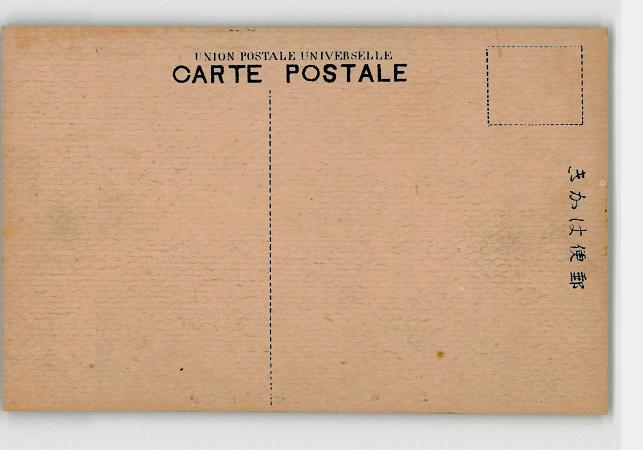 UNION POSTALE UNIVERSELLE
CARTE POSTALE
郵便はかき